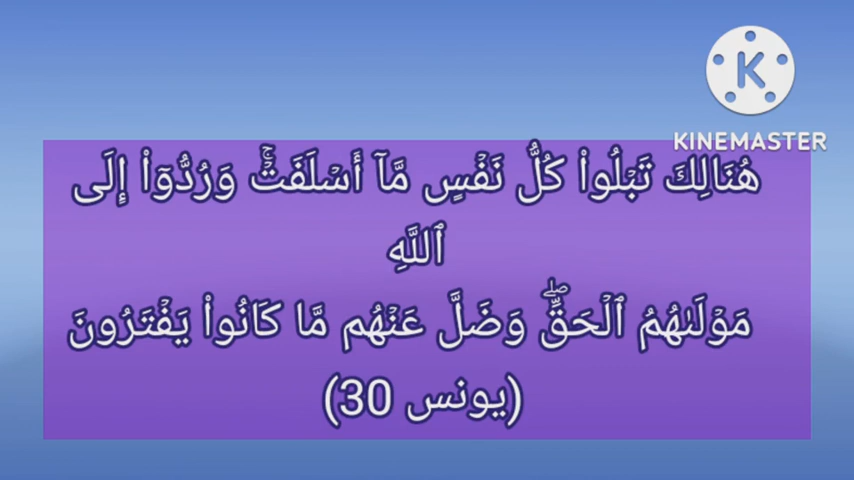 KINEMASTER
هُنَالِكَ تَبۡلُواْ كُلُّ نَفۡسٖ مَّآ أَسۡلَفَتۡۚ وَرُدُّوٓاْ إِلَى
ٱللَّهِ
مَوۡلَىٰهُمُ ٱلۡحَقِّۖ وَضَلَّ عَنۡهُم مَّا كَانُواْ يَفۡتَرُونَ
(يونس 30)